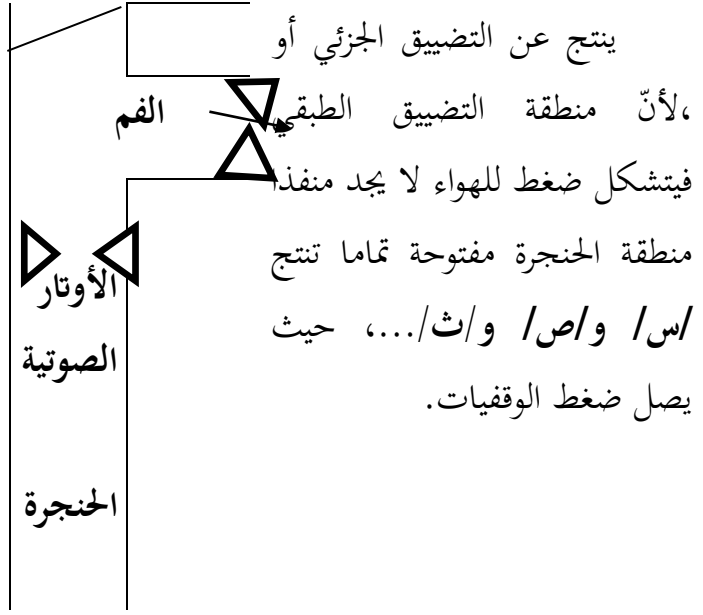 ينتج عن التضييق الجزئي أو
،لأنّ منطقة التضييق الطبقي
فيتشكل ضغط للهواء لا يجد منفذا
منطقة الحنجرة مفتوحة تماما تنتج
/س/ و/ص/ و/ث/...، حيث
يصل ضغط الوقفيات.
الفم
الأوتار
الصوتية
الحنجرة